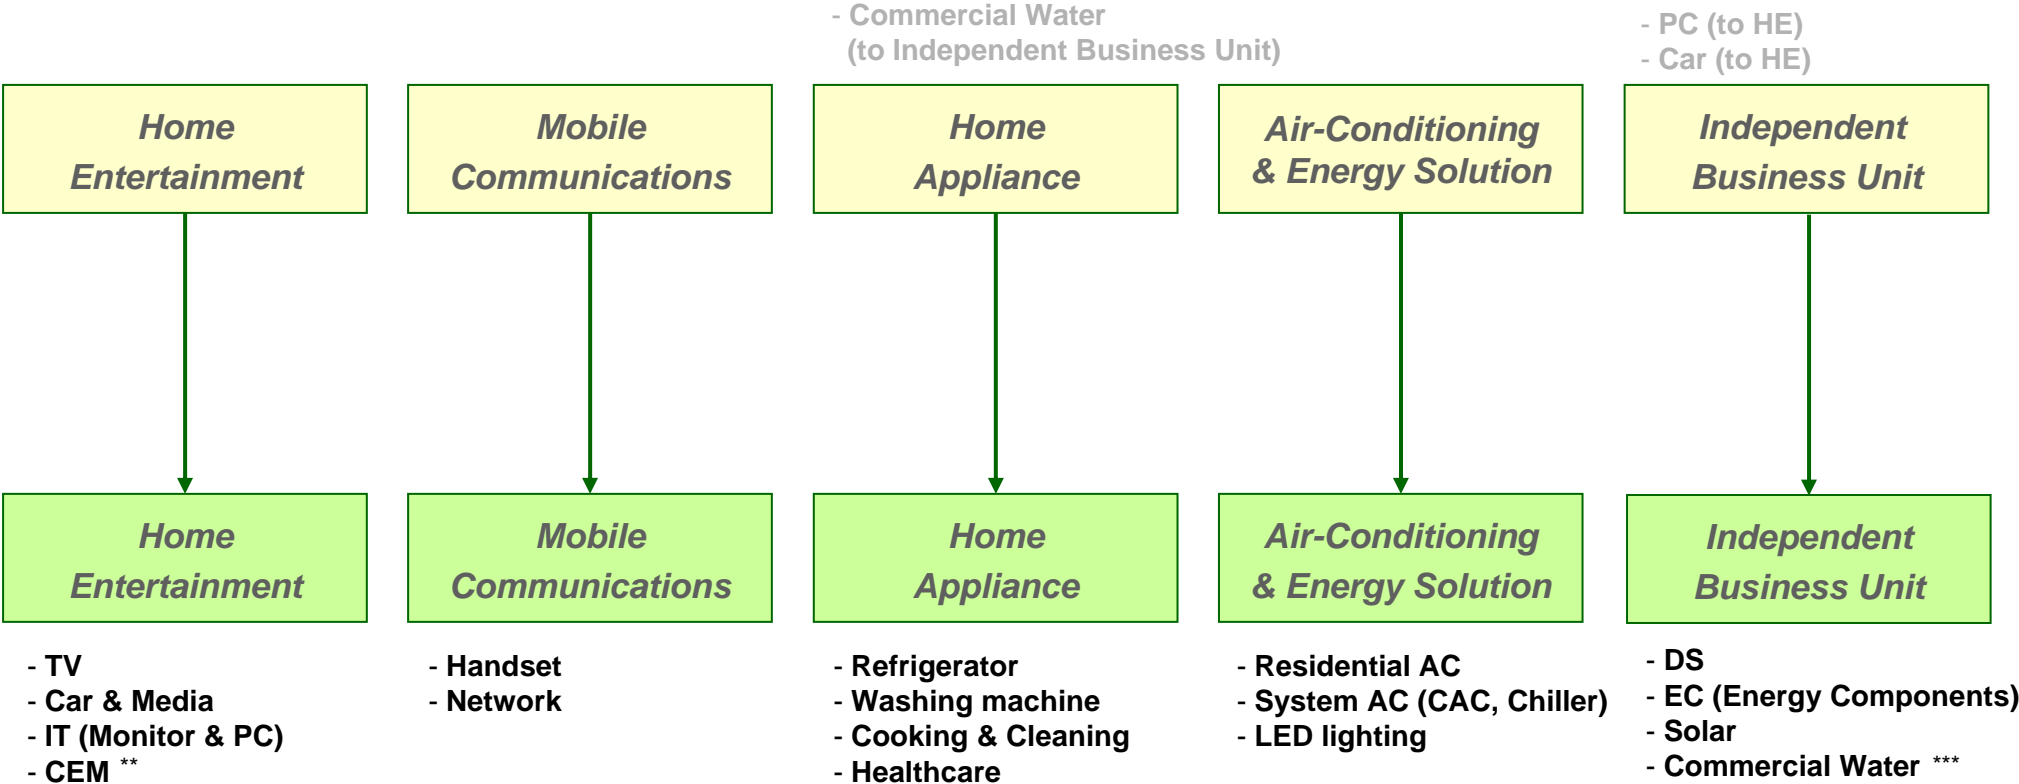 - Commercial Water
(to Independent Business Unit)
- PC (to HE)
- Car (to HE)
Home
Entertainment
Mobile
Communications
Home
Appliance
Air-Conditioning
& Energy Solution
Independent
Business Unit
Home
Entertainment
Mobile
Communications
Home
Appliance
Air-Conditioning
& Energy Solution
Independent
Business Unit
- TV
- Car & Media
- IT (Monitor & PC)
- CEM **
- Handset
- Network
- Refrigerator
- Washing machine
- Cooking & Cleaning
- Healthcare
- Residential AC
- System AC (CAC, Chiller)
- LED lighting
- DS
- EC (Energy Components)
- Solar
- Commercial Water ***